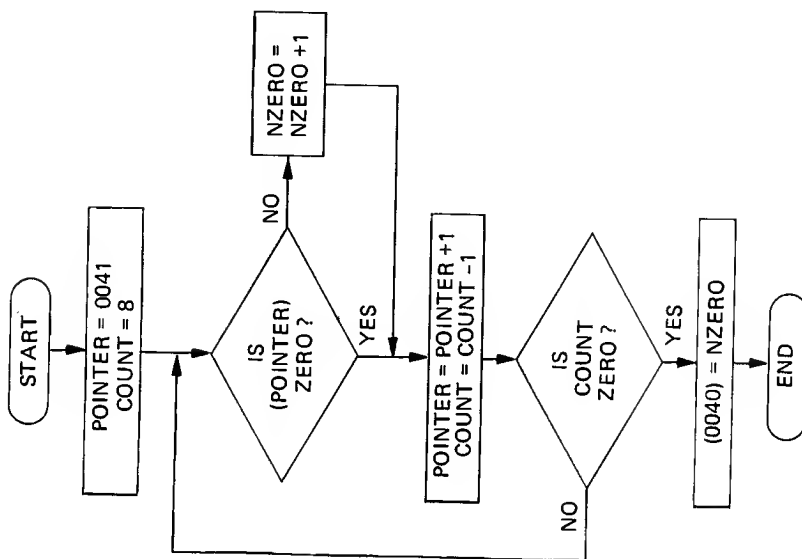 START
POINTER = 0041
COUNT = 8
IS
(POINTER)
ZERO ?
NO
NZERO =
NZERO +1
YES
POINTER = POINTER +1
COUNT = COUNT -1
IS
COUNT
ZERO ?
NO
YES
(0040) = NZERO
END